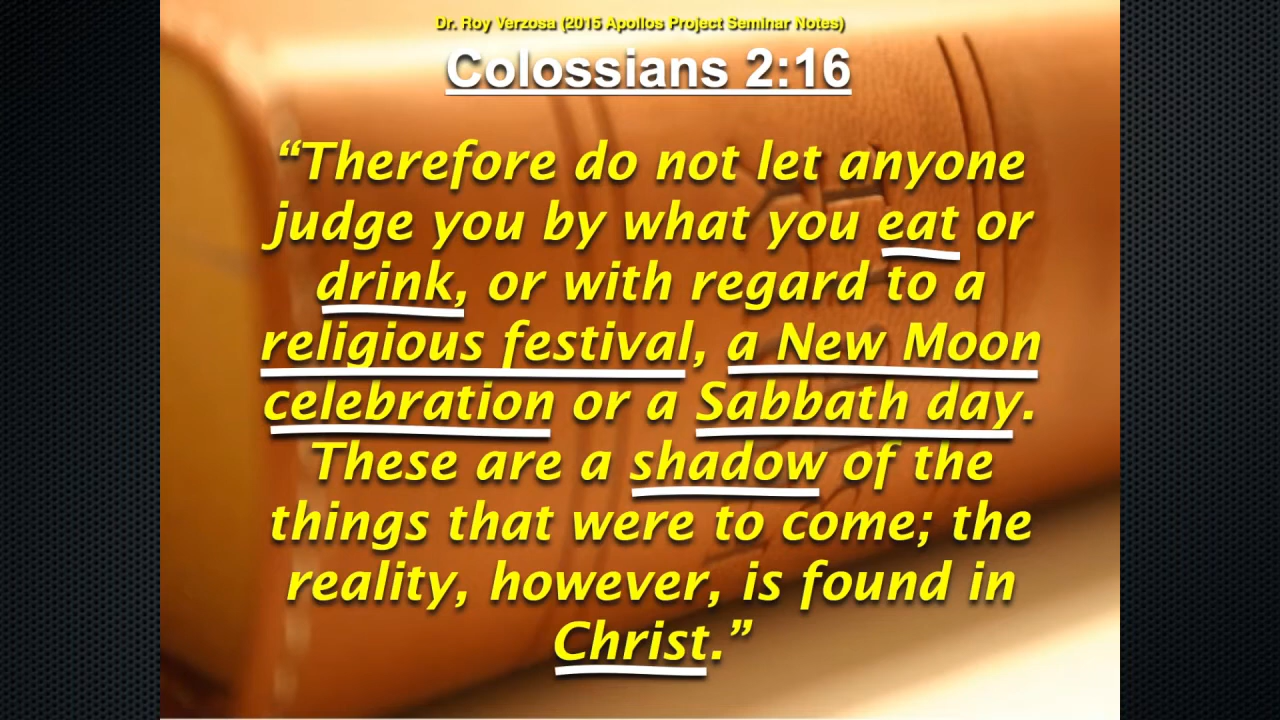 Dr. Roy Verzosa (2015 Apollos Project Seminar Notes)
Colossians 2:16
“Therefore do not let anyone
judge you by what you eat or
drink, or with regard to a
religious festival, a New Moon
celebration or a Sabbath day.
These are a shadow of the
things that were to come; the
reality, however, is found in
Christ.”